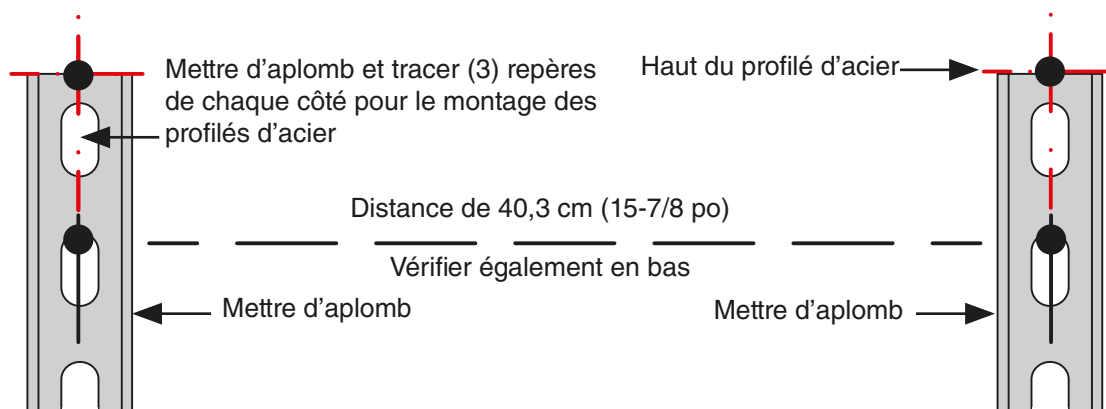 Mettre d'aplomb et tracer (3) repères
de chaque côté pour le montage des
profilés d'acier
Haut du profilé d'acier
Distance de 40,3 cm (15-7/8 po)
Vérifier également en bas
Mettre d'aplomb
Mettre d'aplomb